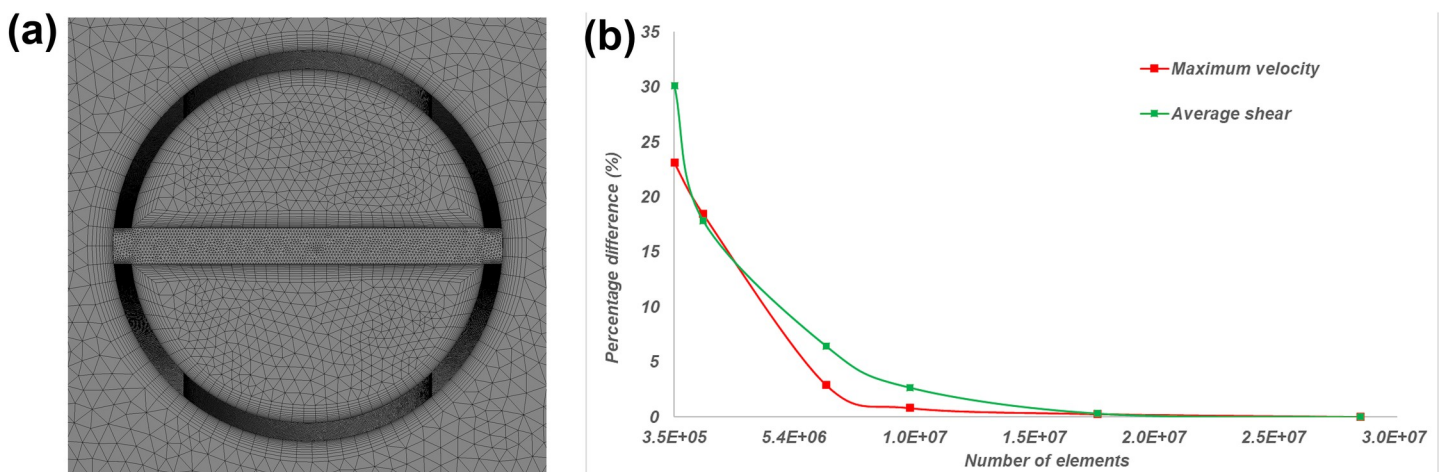 (a)
(b)
35
30
25
20
15
10
5
0
Percentage difference (%)
Maximum velocity
Average shear
3.5E+05 5.4E+06 1.0E+07 1.5E+07 2.0E+07 2.5E+07 3.0E+07
Number of elements